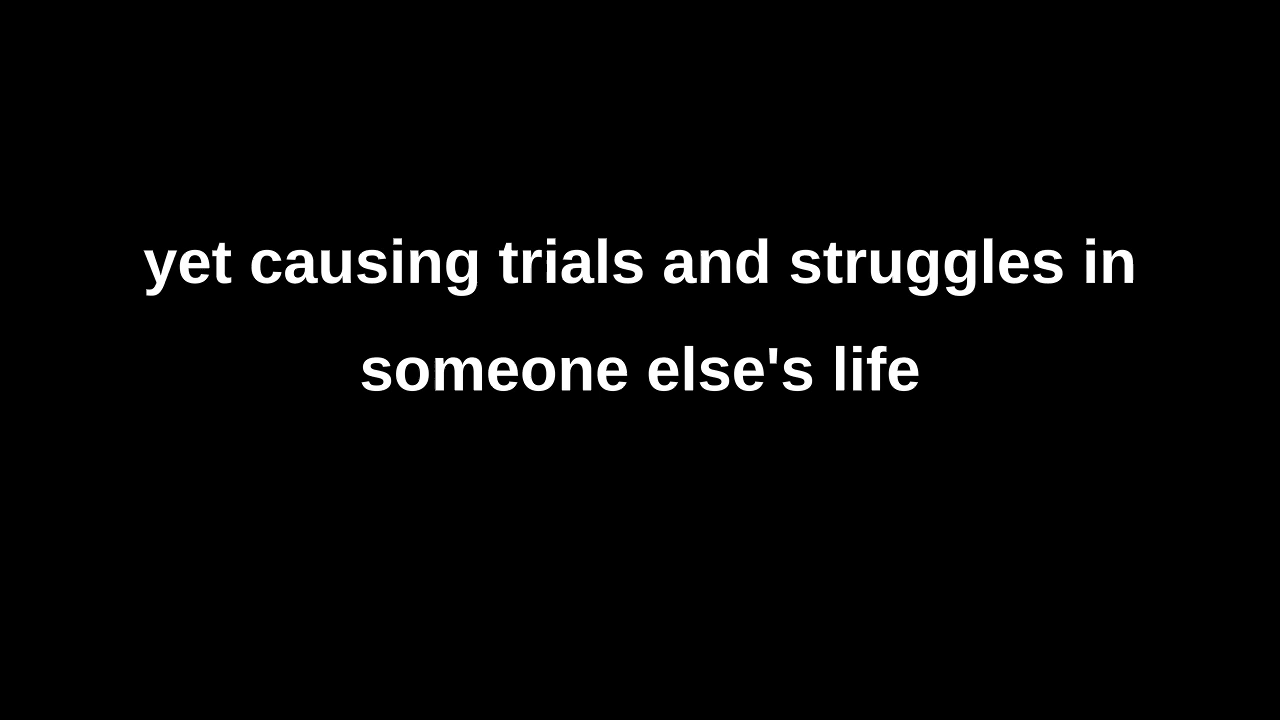 yet causing trials and struggles in
someone else's life